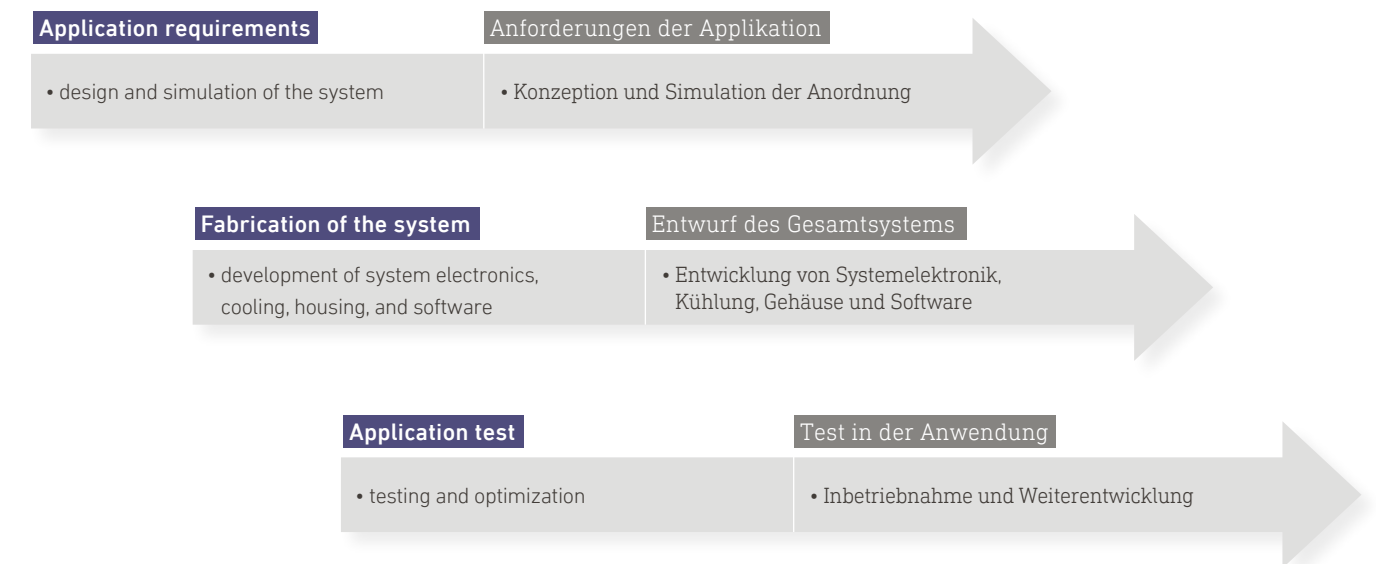 Application requirements
Anforderungen der Applikation
• design and simulation of the system
• Konzeption und Simulation der Anordnung
Fabrication of the system
Entwurf des Gesamtsystems
• development of system electronics,
cooling, housing, and software
• Entwicklung von Systemelektronik,
Kühlung, Gehäuse und Software
Application test
Test in der Anwendung
• testing and optimization
• Inbetriebnahme und Weiterentwicklung